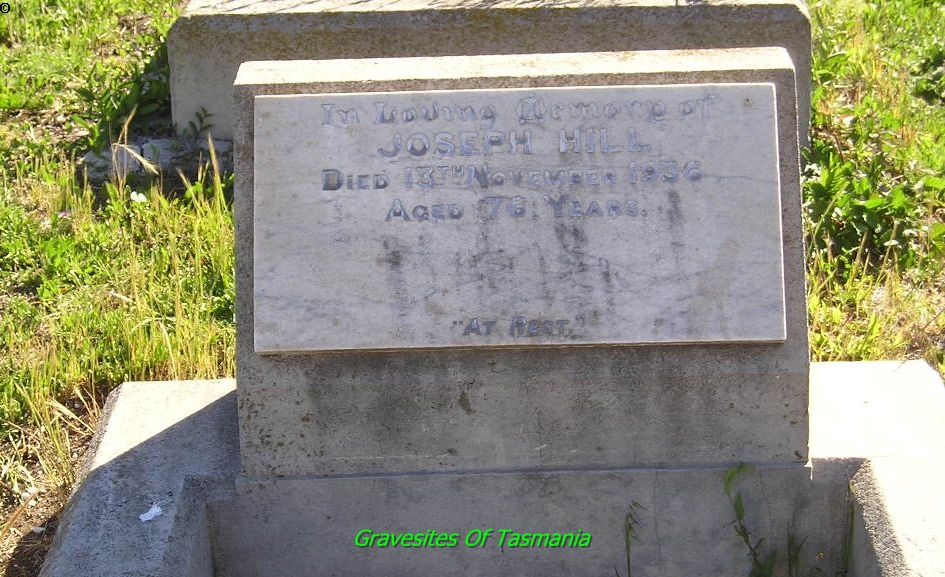 ©
In Loving Memory of
JOSEPH HILL
DIED 13TH NOVEMBER 1936
AGED 76 YEARS.
"AT REST."
Gravesites Of Tasmania